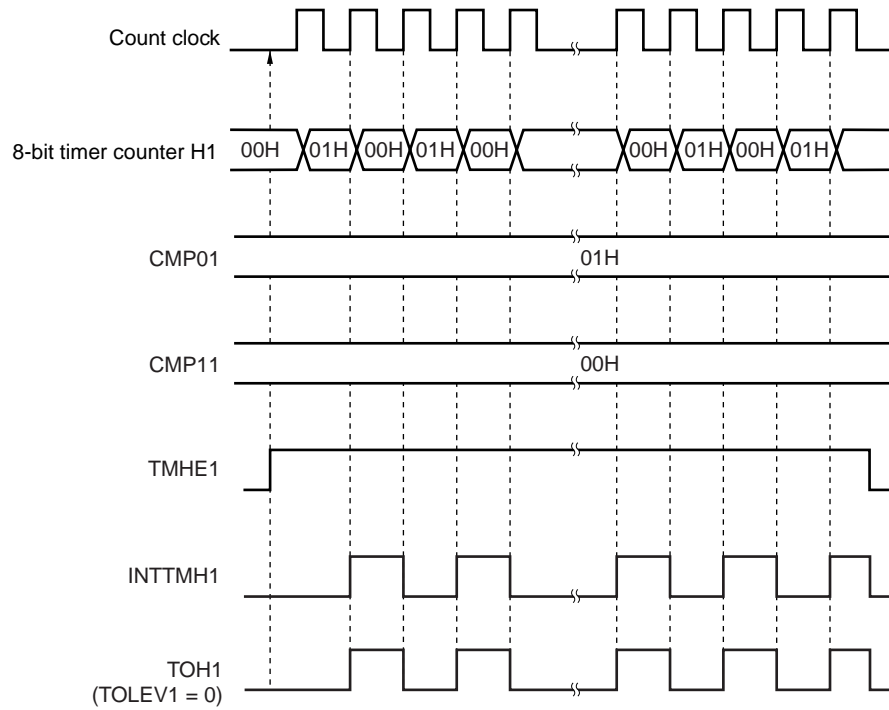 Count clock
8-bit timer counter H1 00H 01H 00H 01H 00H 00H 01H 00H 01H
CMP01 01H
CMP11 00H
TMHE1
INTTMH1
TOH1
(TOLEV1 = 0)